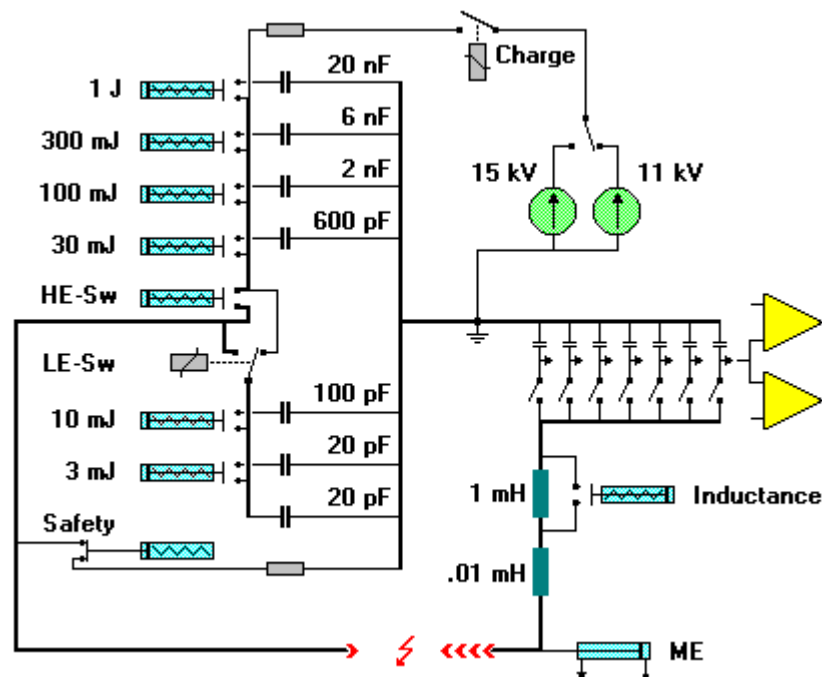 20 nF
Charge
1 J
6 nF
300 mJ
2 nF
15 kV
11 kV
100 mJ
600 pF
30 mJ
HE-Sw
LE-Sw
100 pF
10 mJ
20 pF
3 mJ
20 pF
1 mH
Inductance
Safety
.01 mH
ME